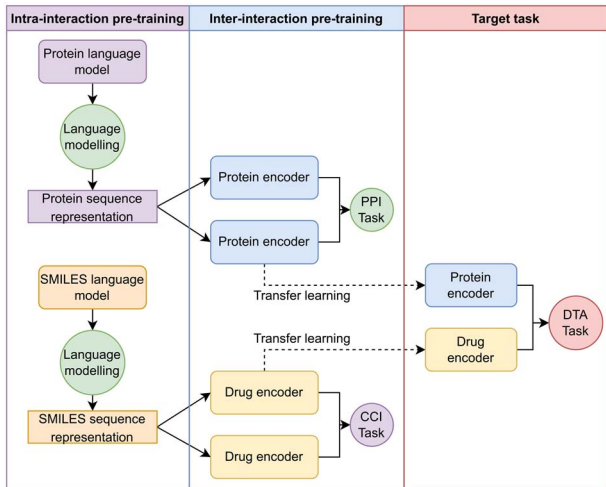 Intra-interaction pre-training
Inter-interaction pre-training
Target task
Protein language
model
Language
modelling
Protein sequence
representation
Protein encoder
Protein encoder
PPI
Task
Transfer learning
SMILES language
model
Language
modelling
SMILES sequence
representation
Transfer learning
Drug encoder
Drug encoder
CCI
Task
Protein
encoder
Drug
encoder
DTA
Task